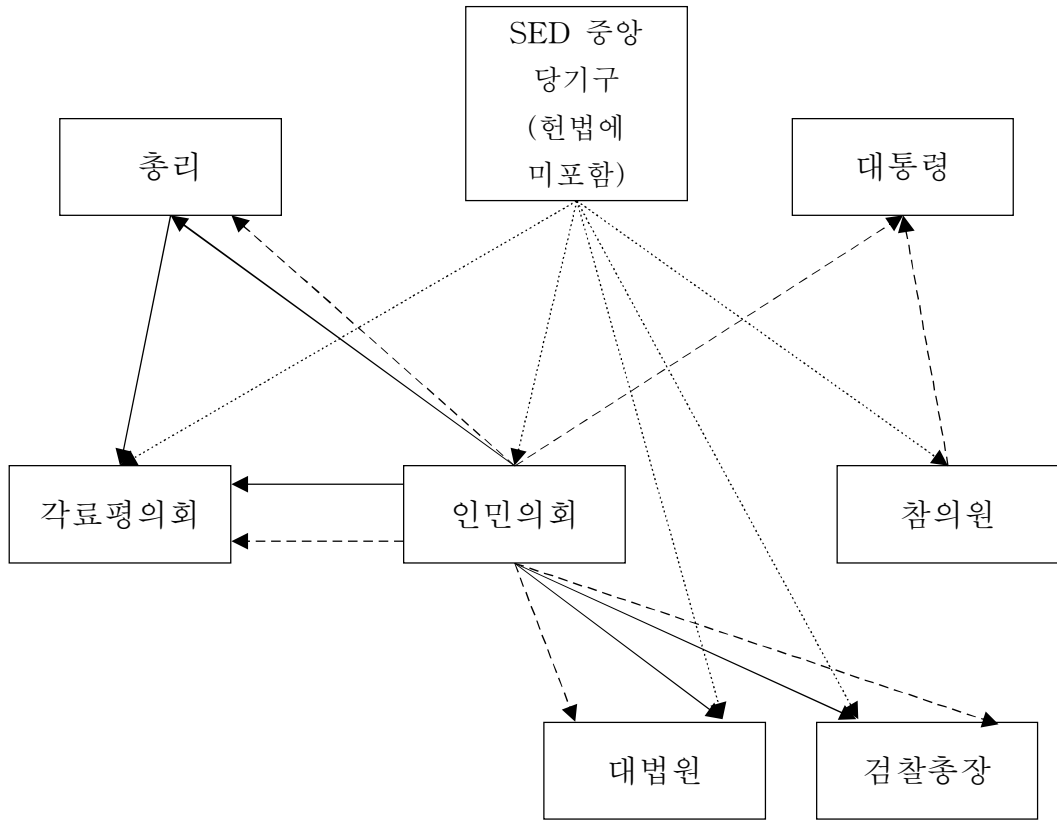 SED 중앙
당기구
(헌법에
미포함)
총리
대통령
각료평의회
인민의회
참의원
대법원
검찰총장